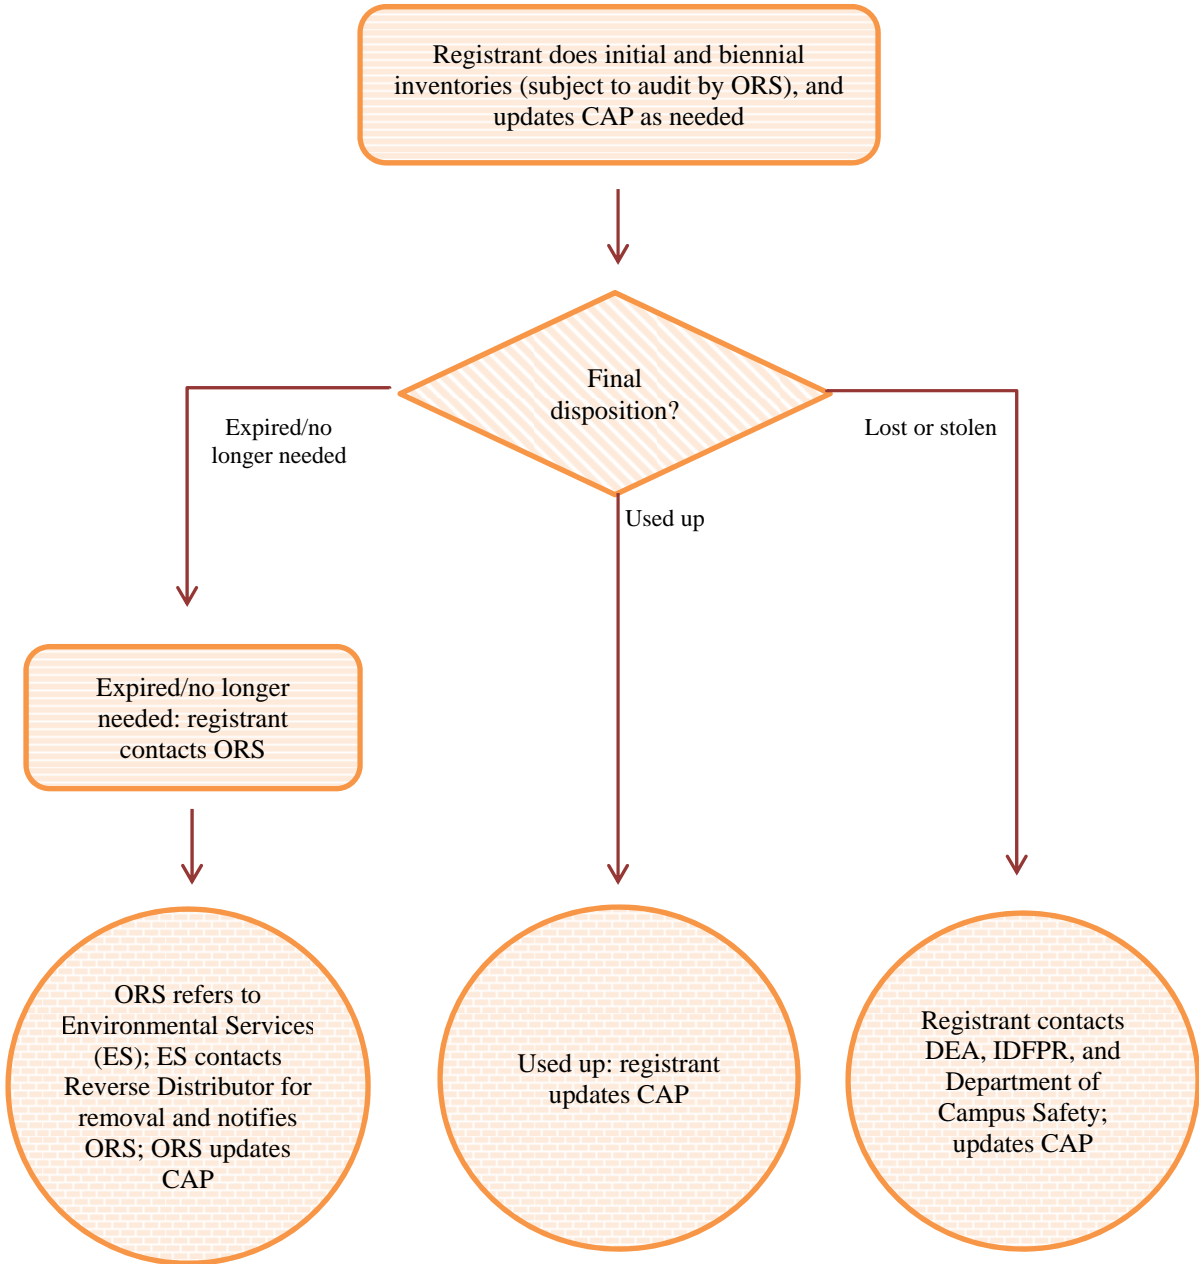 Registrant does initial and biennial
inventories (subject to audit by ORS), and
updates CAP as needed
Final
disposition?
Expired/no
longer needed
Lost or stolen
Used up
Expired/no longer
needed: registrant
contacts ORS
ORS refers to
Environmental Services
(ES); ES contacts
Reverse Distributor for
removal and notifies
ORS; ORS updates
CAP
Used up: registrant
updates CAP
Registrant contacts
DEA, IDFPR, and
Department of
Campus Safety;
updates CAP